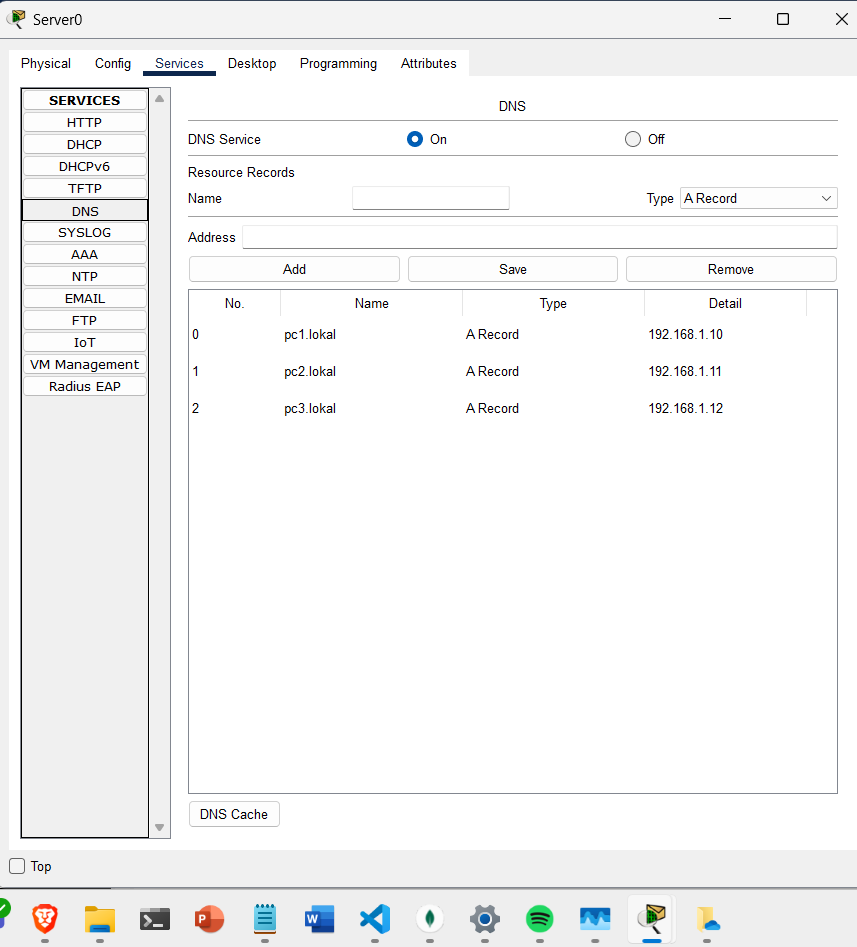 Server0
Physical Config Services Desktop Programming Attributes
SERVICES
HTTP
DHCP
DHCPv6
TFTP
DNS
SYSLOG
AAA
NTP
EMAIL
FTP
IoT
VM Management
Radius EAP
DNS
DNS Service On Off
Resource Records
Name Type A Record
Address
Add Save Remove
No. Name Type Detail
0 pc1.lokal A Record 192.168.1.10
1 pc2.lokal A Record 192.168.1.11
2 pc3.lokal A Record 192.168.1.12
DNS Cache
Top